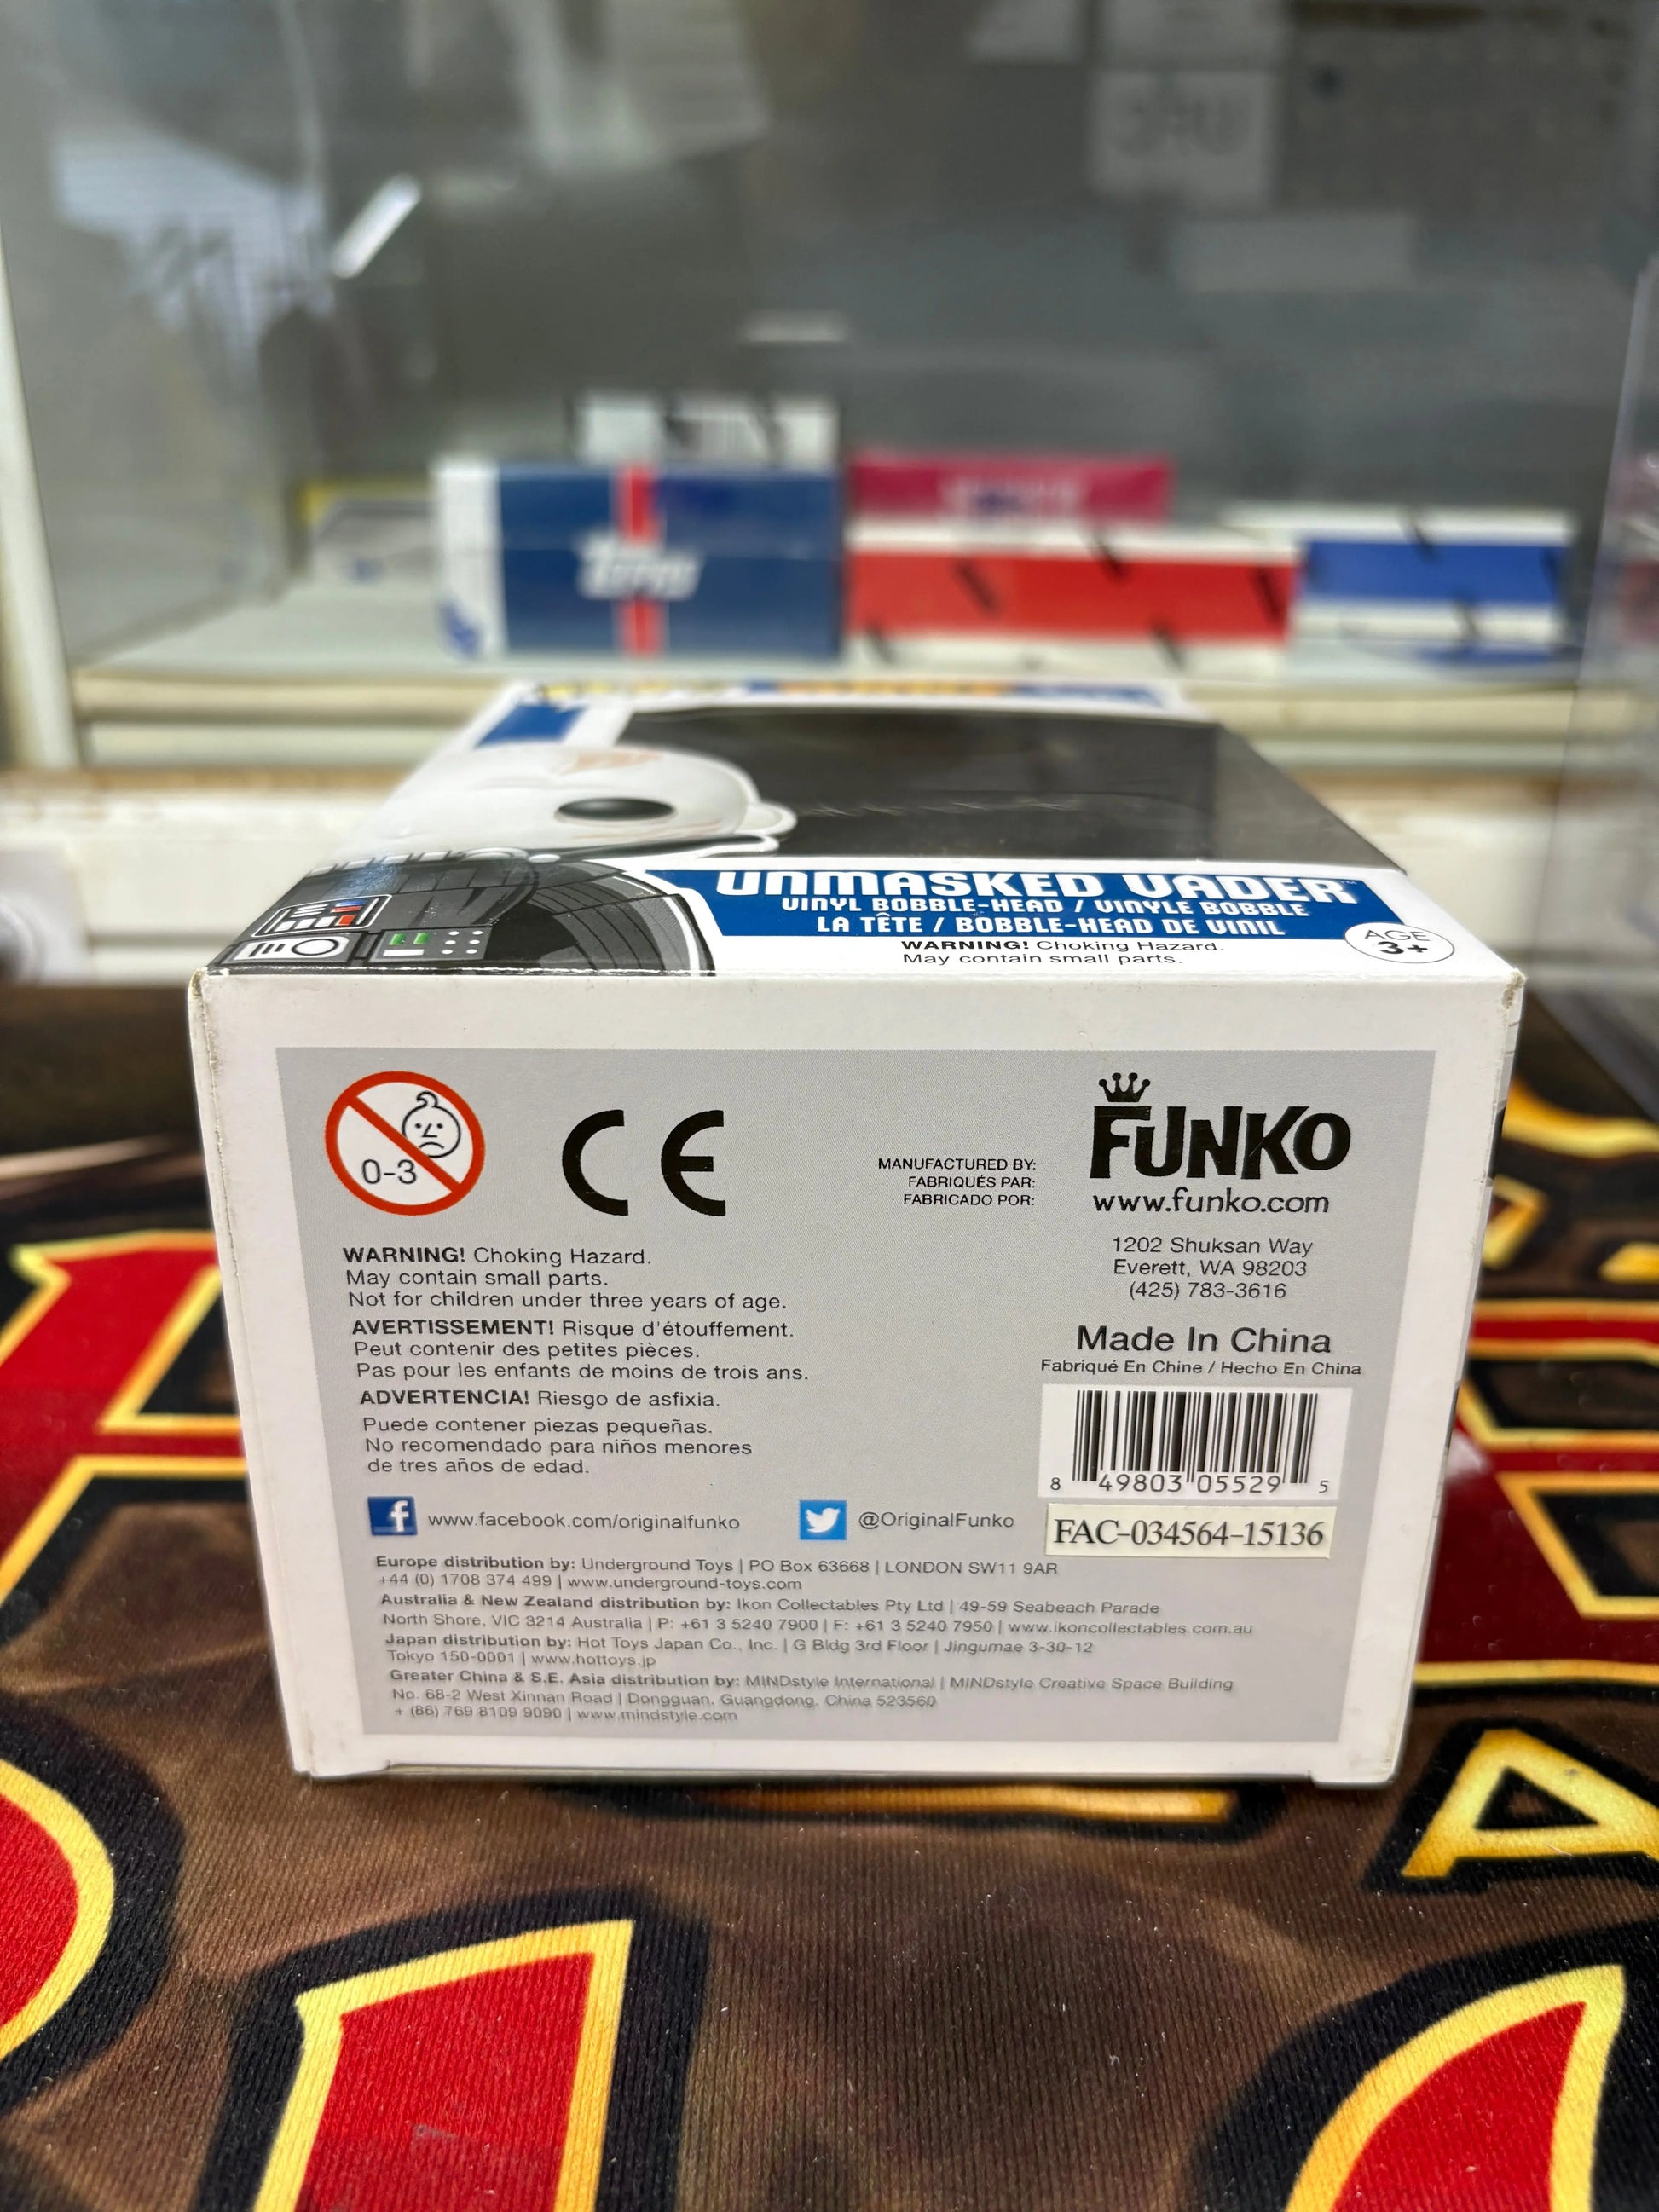 topps
UNMASKED VADER™
VINYL BOBBLE-HEAD / VINYLE BOBBLE
LA TÊTE / BOBBLE-HEAD DE VINIL
WARNING! Choking Hazard.
May contain small parts.
AGE
3+
0-3
CE
MANUFACTURED BY:
FABRIQUÉS PAR:
FABRICADO POR:
FUNKO
www.funko.com
1202 Shuksan Way
Everett, WA 98203
(425) 783-3616
Made In China
Fabriqué En Chine / Hecho En China
8 49803 05529 5
FAC-034564-15136
WARNING! Choking Hazard.
May contain small parts.
Not for children under three years of age.
AVERTISSEMENT! Risque d'étouffement.
Peut contenir des petites pièces.
Pas pour les enfants de moins de trois ans.
ADVERTENCIA! Riesgo de asfixia.
Puede contener piezas pequeñas.
No recomendado para niños menores
de tres años de edad.
f www.facebook.com/originalfunko
@OriginalFunko
Europe distribution by: Underground Toys | PO Box 63668 | LONDON SW11 9AR
+44 (0) 1708 374 499 | www.underground-toys.com
Australia & New Zealand distribution by: Ikon Collectables Pty Ltd | 49-59 Seabeach Parade
North Shore, VIC 3214 Australia | P: +61 3 5240 7900 | F: +61 3 5240 7950 | www.ikoncollectables.com.au
Japan distribution by: Hot Toys Japan Co., Inc. | G Bldg 3rd Floor | Jingumae 3-30-12
Tokyo 150-0001 | www.hottoys.jp
Greater China & S.E. Asia distribution by: MINDstyle International | MINDstyle Creative Space Building
No. 68-2 West Xinnan Road | Dongguan, Guangdong, China 523560
+ (86) 769 8109 9090 | www.mindstyle.com
A